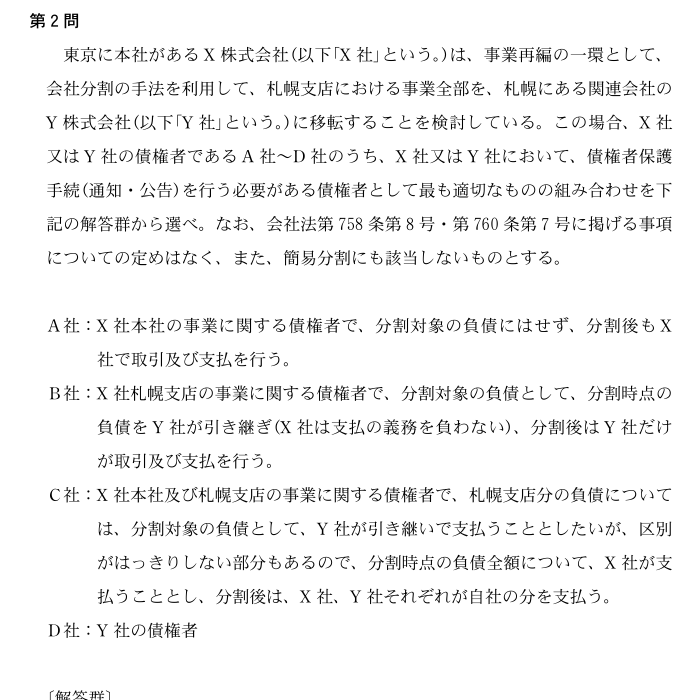 第2問
東京に本社があるX株式会社(以下｢X社｣という。)は、事業再編の一環として、
会社分割の手法を利用して、札幌支店における事業全部を、札幌にある関連会社の
Y株式会社(以下｢Y社｣という。)に移転することを検討している。この場合、X社
又はY社の債権者であるA社～D社のうち、X社又はY社において、債権者保護
手続(通知・公告)を行う必要がある債権者として最も適切なものの組み合わせを下
記の解答群から選べ。なお、会社法第758条第8号・第760条第7号に掲げる事項
についての定めはなく、また、簡易分割にも該当しないものとする。
A社：X社本社の事業に関する債権者で、分割対象の負債にはせず、分割後もX
社で取引及び支払を行う。
B社：X社札幌支店の事業に関する債権者で、分割対象の負債として、分割時点の
負債をY社が引き継ぎ(X社は支払の義務を負わない)、分割後はY社だけ
が取引及び支払を行う。
C社：X社本社及び札幌支店の事業に関する債権者で、札幌支店分の負債について
は、分割対象の負債として、Y社が引き継いで支払うこととしたいが、区別
がはっきりしない部分もあるので、分割時点の負債全額について、X社が支
払うこととし、分割後は、X社、Y社それぞれが自社の分を支払う。
D社：Y社の債権者
〔解答群〕